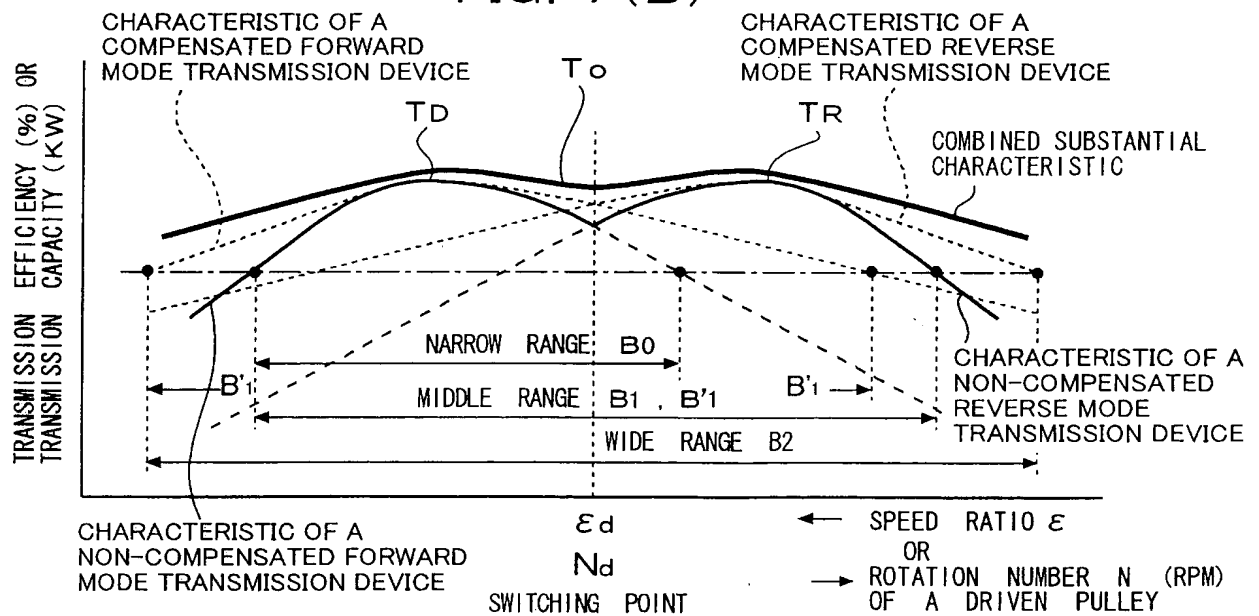 FIG. 7(B)
CHARACTERISTIC OF A
COMPENSATED FORWARD
MODE TRANSMISSION DEVICE
CHARACTERISTIC OF A
COMPENSATED REVERSE
MODE TRANSMISSION DEVICE
TRANSMISSION EFFICIENCY (%) OR
TRANSMISSION CAPACITY (KW)
To
TD
TR
COMBINED SUBSTANTIAL
CHARACTERISTIC
NARROW RANGE B0
B'1
MIDDLE RANGE B1 , B'1
B'1
WIDE RANGE B2
CHARACTERISTIC OF A
NON-COMPENSATED
REVERSE MODE
TRANSMISSION DEVICE
CHARACTERISTIC OF A
NON-COMPENSATED FORWARD
MODE TRANSMISSION DEVICE
εd
Nd
SWITCHING POINT
← SPEED RATIO ε
OR
→ ROTATION NUMBER N (RPM)
OF A DRIVEN PULLEY